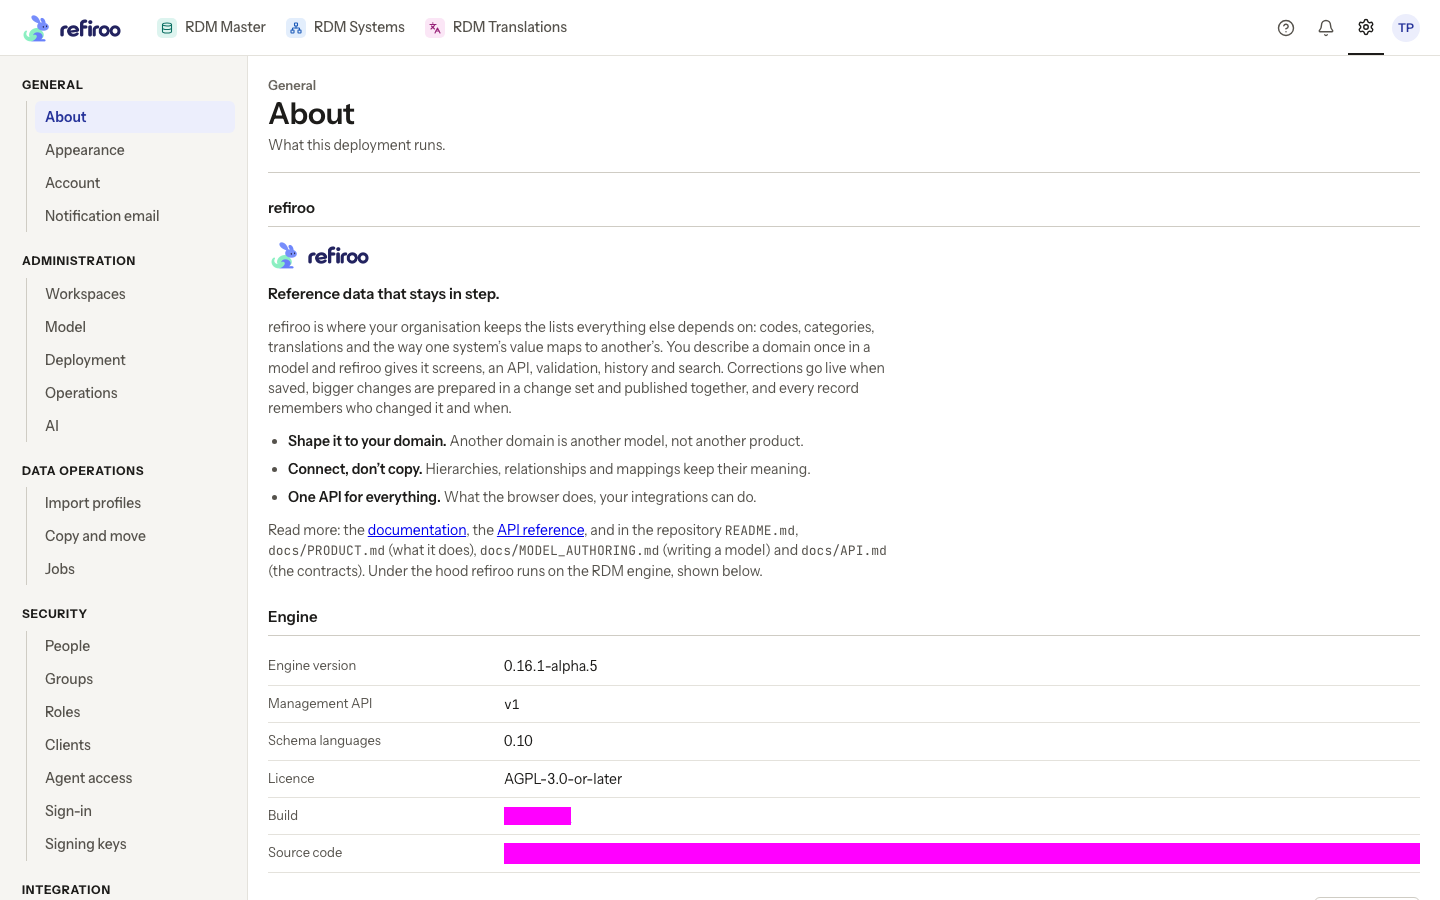 refiroo
RDM Master
RDM Systems
RDM Translations
TP
GENERAL
About
Appearance
Account
Notification email
ADMINISTRATION
Workspaces
Model
Deployment
Operations
AI
DATA OPERATIONS
Import profiles
Copy and move
Jobs
SECURITY
People
Groups
Roles
Clients
Agent access
Sign-in
Signing keys
INTEGRATION
General
About
What this deployment runs.
refiroo
refiroo
Reference data that stays in step.
refiroo is where your organisation keeps the lists everything else depends on: codes, categories,
translations and the way one system's value maps to another's. You describe a domain once in a
model and refiroo gives it screens, an API, validation, history and search. Corrections go live when
saved, bigger changes are prepared in a change set and published together, and every record
remembers who changed it and when.
• Shape it to your domain. Another domain is another model, not another product.
• Connect, don't copy. Hierarchies, relationships and mappings keep their meaning.
• One API for everything. What the browser does, your integrations can do.
Read more: the documentation, the API reference, and in the repository README.md,
docs/PRODUCT.md (what it does), docs/MODEL_AUTHORING.md (writing a model) and docs/API.md
(the contracts). Under the hood refiroo runs on the RDM engine, shown below.
Engine
Engine version 0.16.1-alpha.5
Management API v1
Schema languages 0.10
Licence AGPL-3.0-or-later
Build
Source code